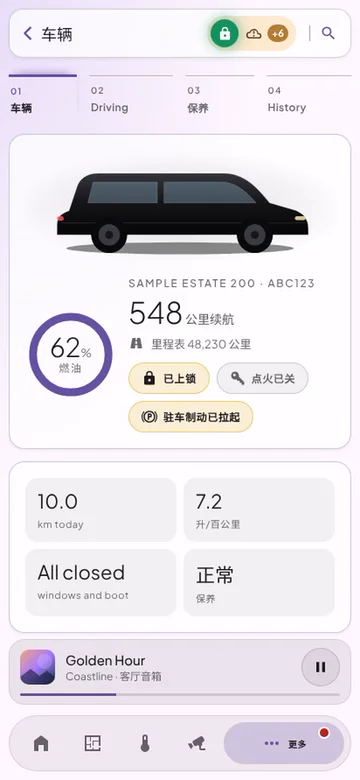 车辆
+6
01
车辆
02
Driving
03
保养
04
History
SAMPLE ESTATE 200 · ABC123
548 公里续航
62%
燃油
里程表 48,230 公里
已上锁
点火已关
驻车制动已拉起
10.0
km today
7.2
升/百公里
All closed
windows and boot
正常
保养
Golden Hour
Coastline · 客厅音箱
更多